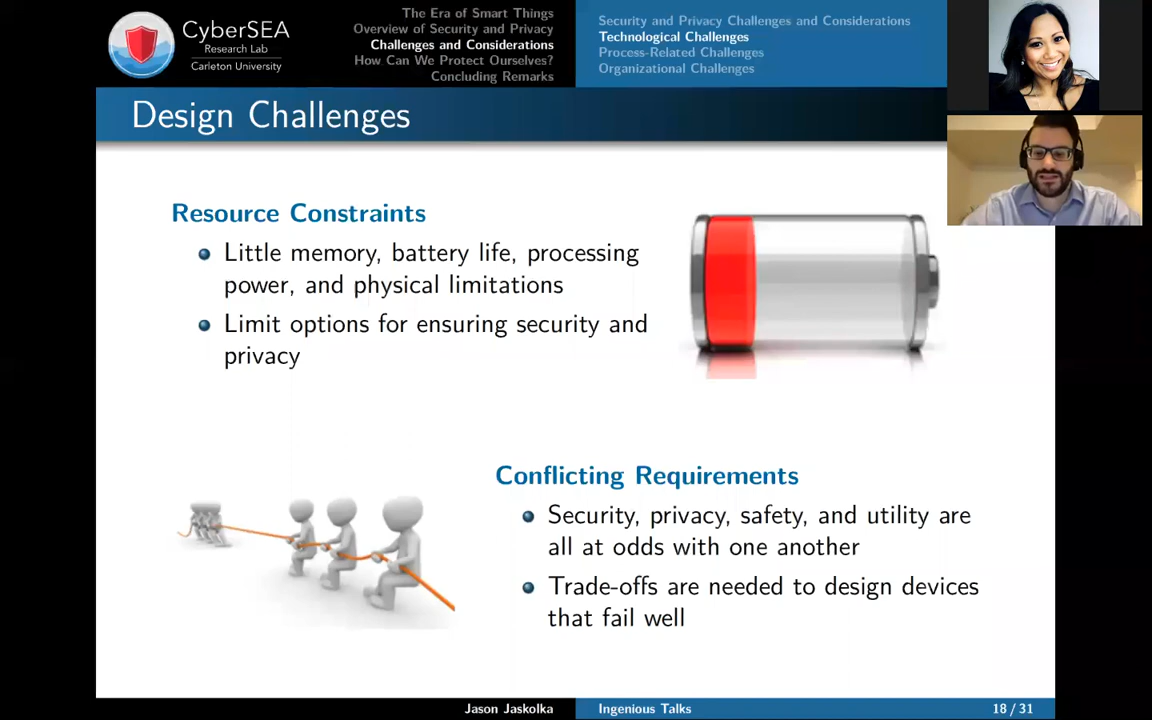 CyberSEA
Research Lab
Carleton University
The Era of Smart Things
Overview of Security and Privacy
Challenges and Considerations
How Can We Protect Ourselves?
Concluding Remarks
Security and Privacy Challenges and Considerations
Technological Challenges
Process-Related Challenges
Organizational Challenges
Design Challenges
Resource Constraints
Little memory, battery life, processing
power, and physical limitations
Limit options for ensuring security and
privacy
Conflicting Requirements
Security, privacy, safety, and utility are
all at odds with one another
Trade-offs are needed to design devices
that fail well
Jason Jaskolka
Ingenious Talks
18 / 31